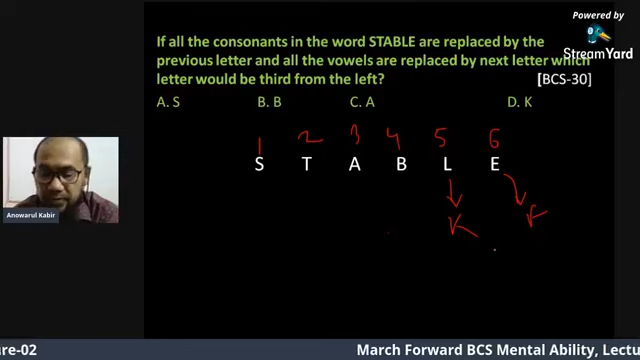 Powered by
StreamYard
If all the consonants in the word STABLE are replaced by the
previous letter and all the vowels are replaced by next letter which
letter would be third from the left?
[BCS-30]
A. S B. B C. A D. K
1 2 3 4 5 6
S T A B L E
K F
Anowarul Kabir
ure-02 March Forward BCS Mental Ability, Lectu